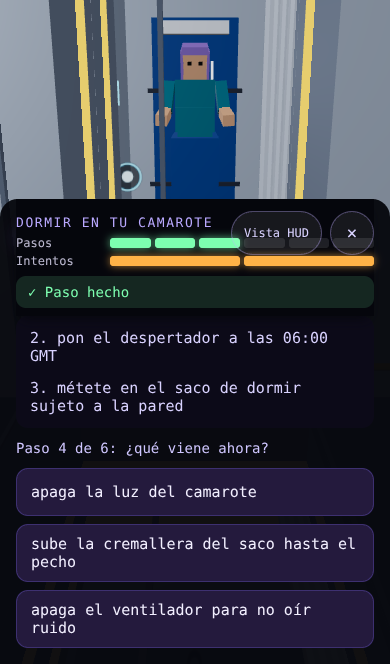 DORMIR EN TU CAMAROTE
Vista HUD
×
Pasos
Intentos
✓ Paso hecho
2. pon el despertador a las 06:00
GMT
3. métete en el saco de dormir
sujeto a la pared
Paso 4 de 6: ¿qué viene ahora?
apaga la luz del camarote
sube la cremallera del saco hasta el
pecho
apaga el ventilador para no oír
ruido